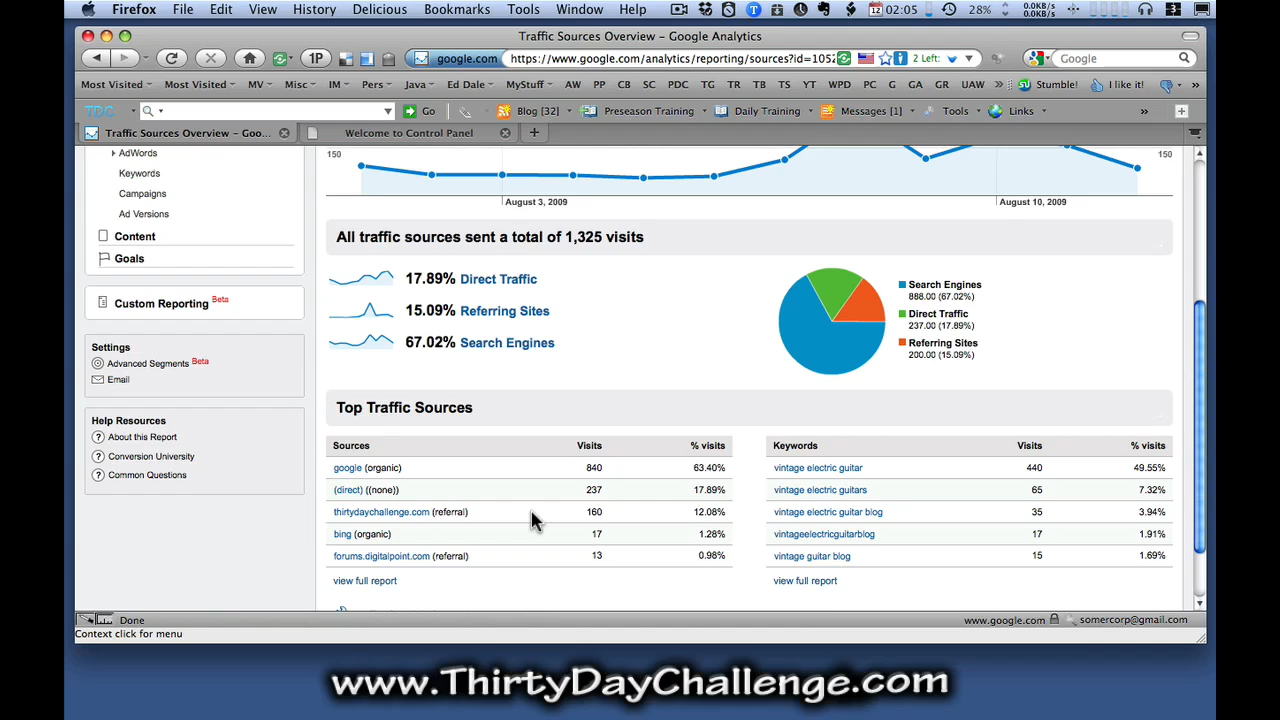 Firefox File Edit View History Delicious Bookmarks Tools Window Help 12 02:05 28% 0.0KB/s 0.0KB/s 3
Traffic Sources Overview - Google Analytics
1P google.com https://www.google.com/analytics/reporting/sources?id=1052 2 Left: Google
Most Visited Most Visited MV Misc IM Pers Java Ed Dale MyStuff AW PP CB SC PDC TG TR TB TS YT WPD PC G GA GR UAW » Stumble! I like it! »
TDC Go Blog (32) Preseason Training Daily Training Messages [1] Tools Links »
Traffic Sources Overview - Goo... Welcome to Control Panel +
AdWords
Keywords
Campaigns
Ad Versions
Content
Goals
Custom Reporting Beta
Settings
Advanced Segments Beta
Email
Help Resources
About this Report
Conversion University
Common Questions
150 150
August 3, 2009 August 10, 2009
All traffic sources sent a total of 1,325 visits
17.89% Direct Traffic
15.09% Referring Sites
67.02% Search Engines
Search Engines
888.00 (67.02%)
Direct Traffic
237.00 (17.89%)
Referring Sites
200.00 (15.09%)
Top Traffic Sources
Sources Visits % visits
google (organic) 840 63.40%
(direct) ((none)) 237 17.89%
thirtydaychallenge.com (referral) 160 12.08%
bing (organic) 17 1.28%
forums.digitalpoint.com (referral) 13 0.98%
view full report
Keywords Visits % visits
vintage electric guitar 440 49.55%
vintage electric guitars 65 7.32%
vintage electric guitar blog 35 3.94%
vintageelectricguitarblog 17 1.91%
vintage guitar blog 15 1.69%
view full report
Done www.google.com somercorp@gmail.com
Context click for menu
www.ThirtyDayChallenge.com